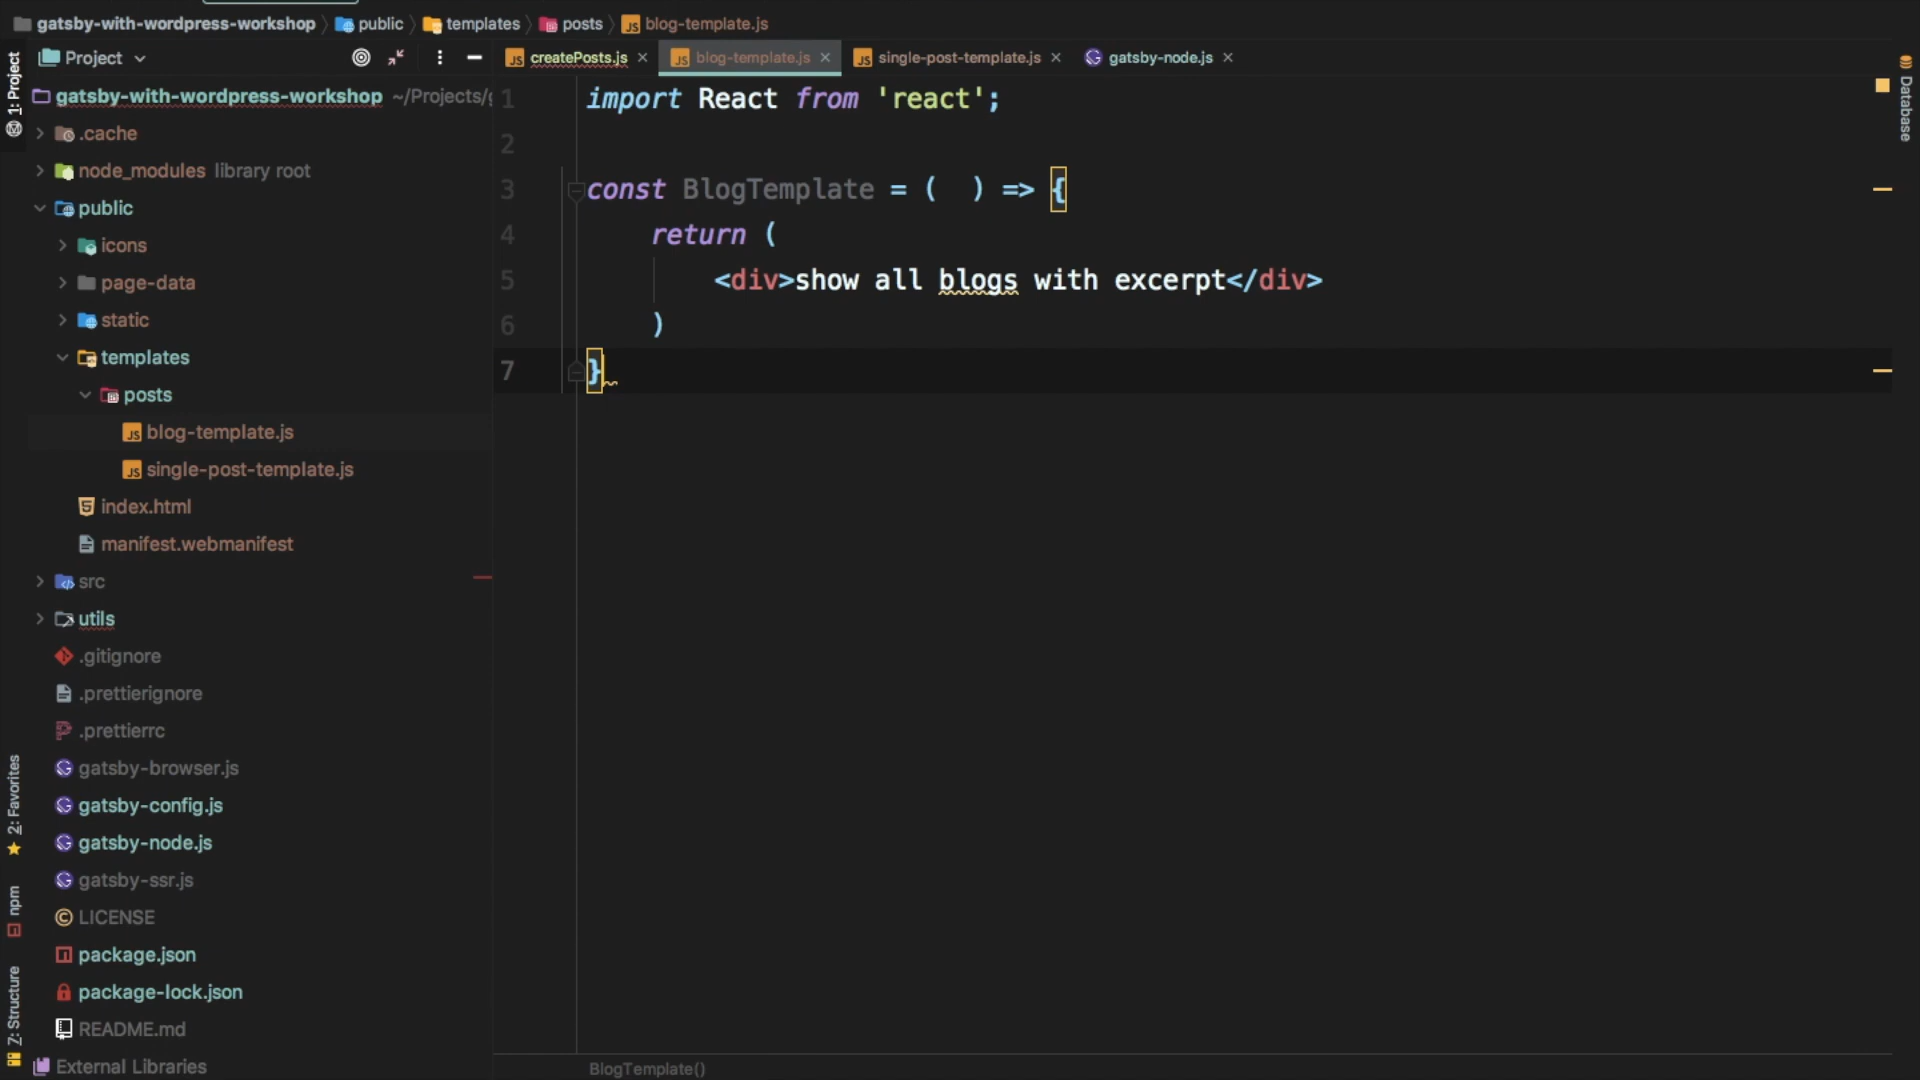 gatsby-with-wordpress-workshop public templates posts blog-template.js
1: Project
Project
createPosts.js
blog-template.js
single-post-template.js
gatsby-node.js
Database
gatsby-with-wordpress-workshop ~/Projects/g
.cache
node_modules library root
public
icons
page-data
static
templates
posts
blog-template.js
single-post-template.js
index.html
manifest.webmanifest
src
utils
.gitignore
.prettierignore
.prettierrc
gatsby-browser.js
gatsby-config.js
gatsby-node.js
gatsby-ssr.js
LICENSE
package.json
package-lock.json
README.md
External Libraries
2: Favorites
npm
Z: Structure
1 import React from 'react';
2
3 const BlogTemplate = (  ) => {
4 return (
5 <div>show all blogs with excerpt</div>
6 )
7 }
BlogTemplate()